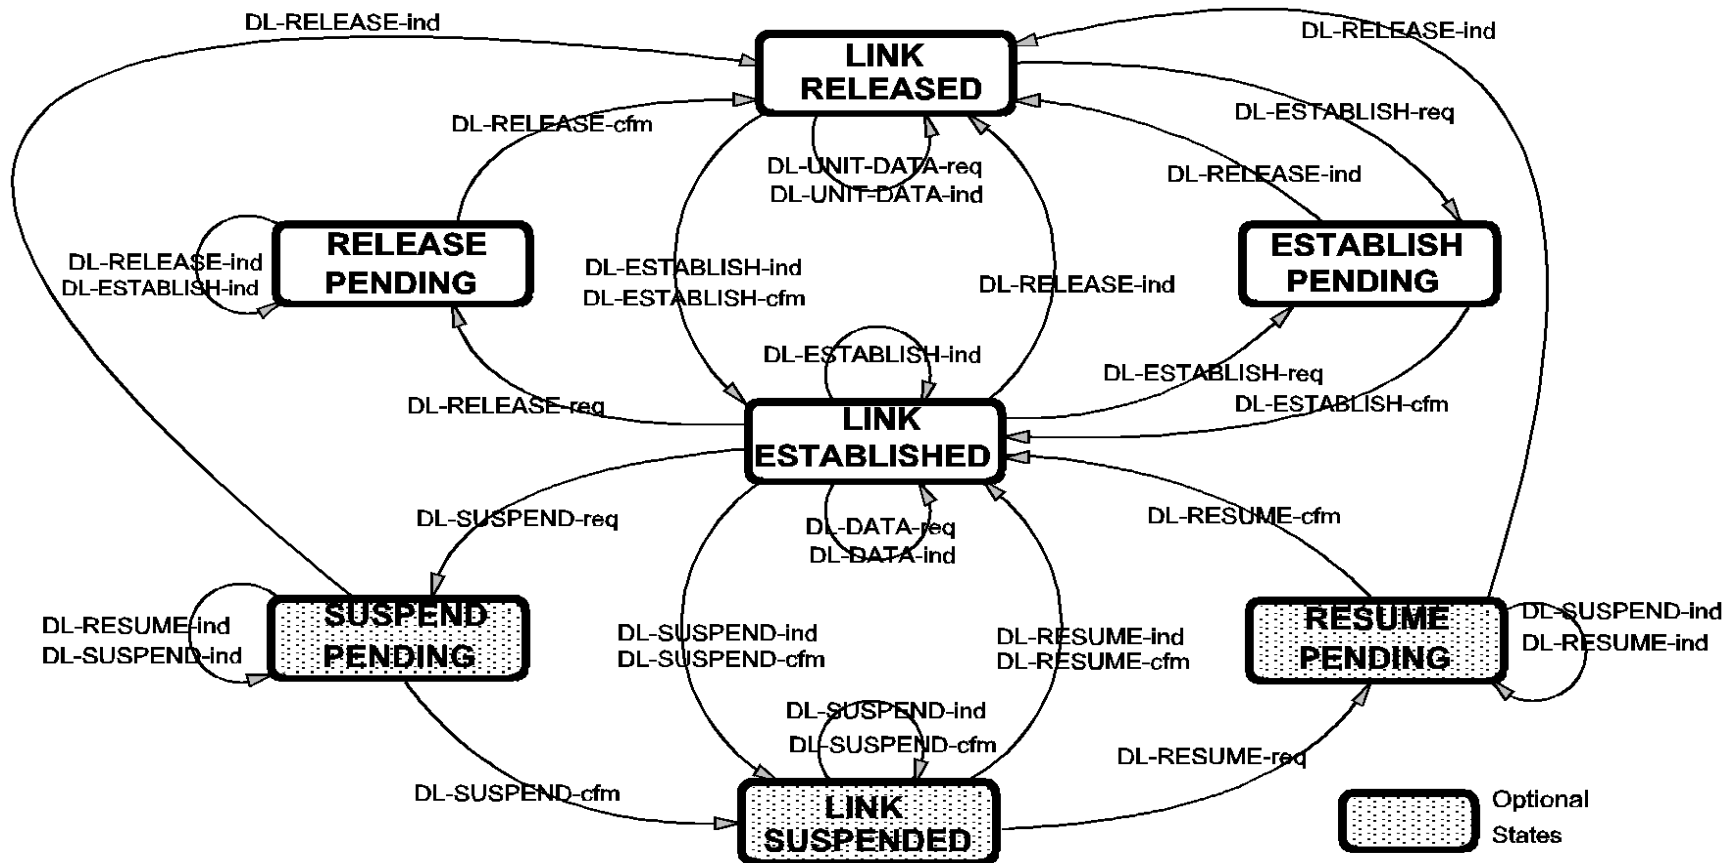 DL-RELEASE-ind
LINK
RELEASED
DL-RELEASE-ind
DL-RELEASE-cfm
DL-ESTABLISH-req
DL-UNIT-DATA-req
DL-UNIT-DATA-ind
DL-RELEASE-ind
RELEASE
PENDING
DL-RELEASE-ind
DL-ESTABLISH-ind
DL-ESTABLISH-ind
DL-ESTABLISH-cfm
DL-RELEASE-ind
ESTABLISH
PENDING
DL-ESTABLISH-ind
DL-ESTABLISH-req
DL-RELEASE-req
DL-ESTABLISH-cfm
LINK
ESTABLISHED
DL-SUSPEND-req
DL-DATA-req
DL-DATA-ind
DL-RESUME-cfm
SUSPEND
PENDING
DL-RESUME-ind
DL-SUSPEND-ind
DL-SUSPEND-ind
DL-SUSPEND-cfm
DL-RESUME-ind
DL-RESUME-cfm
RESUME
PENDING
DL-SUSPEND-ind
DL-RESUME-ind
DL-SUSPEND-ind
DL-SUSPEND-cfm
DL-RESUME-req
DL-SUSPEND-cfm
LINK
SUSPENDED
Optional
States